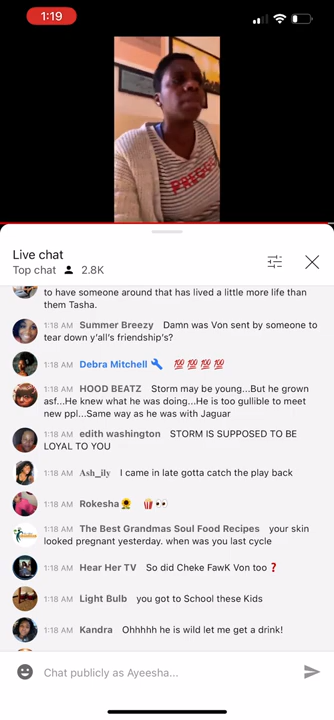 1:19
Live chat
Top chat 2.8K
to have someone around that has lived a little more life than
them Tasha.
1:18 AM Summer Breezy Damn was Von sent by someone to
tear down y'all's friendship's?
1:18 AM Debra Mitchell 🔧 💯 💯 💯 💯
1:18 AM HOOD BEATZ Storm may be young...But he grown
asf...He knew what he was doing...He is too gullible to meet
new ppl...Same way as he was with Jaguar
1:18 AM edith washington STORM IS SUPPOSED TO BE
LOYAL TO YOU
1:18 AM Ash_ily I came in late gotta catch the play back
1:18 AM Rokesha🌻 🍿👀
1:18 AM The Best Grandmas Soul Food Recipes your skin
looked pregnant yesterday. when was you last cycle
1:18 AM Hear Her TV So did Cheke FawK Von too❓
1:18 AM Light Bulb you got to School these Kids
1:18 AM Kandra Ohhhhh he is wild let me get a drink!
Chat publicly as Ayeesha...